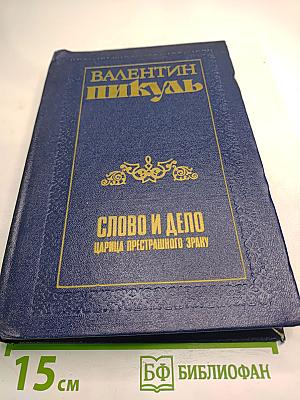 ВАЛЕНТИН
ПИКУЛЬ
СЛОВО И ДЕЛО
ЦАРИЦА ПРЕСТРАШНОГО ЗРАКУ
15 см
БФ БИБЛИОФАН